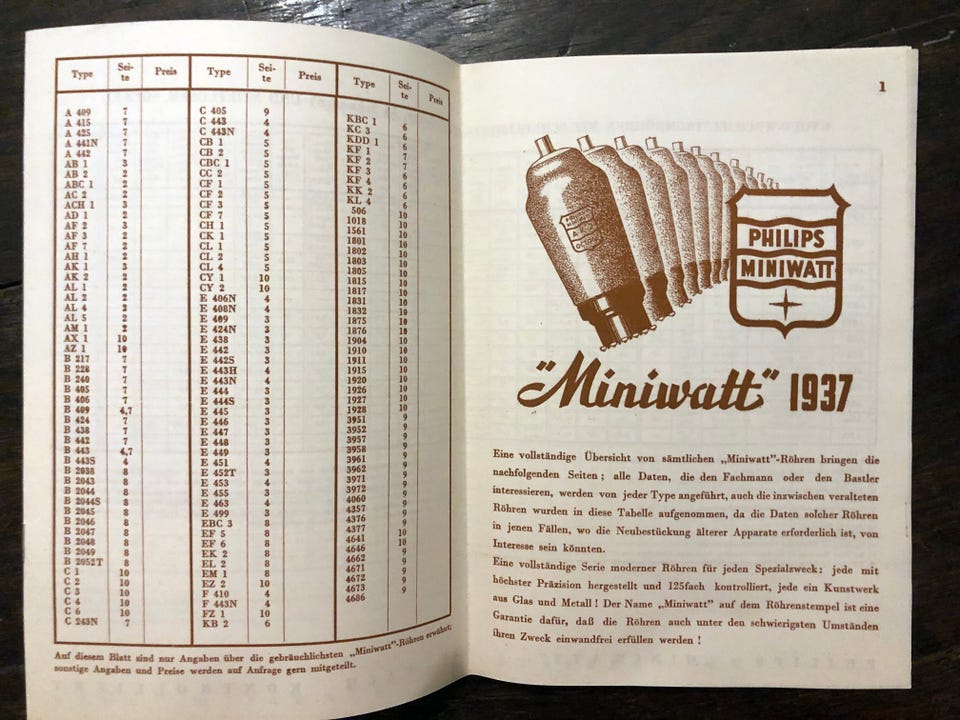 Type Sei-te Preis
A 409 7
A 415 7
A 425 7
A 441N 7
A 442 7
AB 1 3
AB 2 2
ABC 1 2
AC 2 2
ACH 1 3
AD 1 2
AF 2 3
AF 3 2
AF 7 2
AH 1 2
AK 1 3
AK 2 2
AL 1 2
AL 2 2
AL 4 2
AL 5 2
AM 1 2
AX 1 10
AZ 1 10
B 217 7
B 228 7
B 240 7
B 405 7
B 406 7
B 409 4,7
B 424 7
B 438 7
B 442 7
B 443 4,7
B 443S 4
B 2038 8
B 2043 8
B 2044 8
B 2044S 8
B 2045 8
B 2046 8
B 2047 8
B 2048 8
B 2049 8
B 2052T 8
C 1 10
C 2 10
C 3 10
C 4 10
C 6 10
C 243N 7
Type Sei-te Preis
C 405 9
C 443 4
C 443N 4
CB 1 5
CB 2 5
CBC 1 5
CC 2 5
CF 1 5
CF 2 5
CF 3 5
CF 7 5
CH 1 5
CK 1 5
CL 1 5
CL 2 5
CL 4 5
CY 1 10
CY 2 10
E 406N 4
E 408N 4
E 409 3
E 424N 3
E 438 3
E 442 3
E 442S 3
E 443H 4
E 443N 4
E 444 3
E 444S 3
E 445 3
E 446 3
E 447 3
E 448 3
E 449 3
E 451 4
E 452T 3
E 453 4
E 455 3
E 463 4
E 499 3
EBC 3 8
EF 5 8
EF 6 8
EK 2 8
EL 2 8
EM 1 8
EZ 2 10
F 410 4
F 443N 4
FZ 1 10
KB 2 6
Type Sei-te Preis
KBC 1 6
KC 3 6
KDD 1 6
KF 1 7
KF 2 7
KF 3 6
KF 4 6
KK 2 6
KL 4 6
506 10
1018 10
1561 10
1801 10
1802 10
1803 10
1805 10
1815 10
1817 10
1831 10
1832 10
1875 10
1876 10
1904 10
1910 10
1911 10
1915 10
1920 10
1926 10
1927 10
1928 10
3951 9
3952 9
3957 9
3958 9
3961 9
3962 9
3971 9
3972 9
4060 9
4357 9
4376 9
4377 9
4641 10
4646 9
4662 9
4671 9
4672 9
4673 9
4686 9
Auf diesem Blatt sind nur Angaben über die gebräuchlichsten „Miniwatt"-Röhren erwähnt;
sonstige Angaben und Preise werden auf Anfrage gern mitgeteilt.
1
PHILIPS
MINIWATT
"Miniwatt" 1937
Eine vollständige Übersicht von sämtlichen „Miniwatt"-Röhren bringen die
nachfolgenden Seiten; alle Daten, die den Fachmann oder den Bastler
interessieren, werden von jeder Type angeführt, auch die inzwischen veralteten
Röhren wurden in diese Tabelle aufgenommen, da die Daten solcher Röhren
in jenen Fällen, wo die Neubestückung älterer Apparate erforderlich ist, von
Interesse sein könnten.
Eine vollständige Serie moderner Röhren für jeden Spezialzweck; jede mit
höchster Präzision hergestellt und 125fach kontrolliert, jede ein Kunstwerk
aus Glas und Metall! Der Name „Miniwatt" auf dem Röhrenstempel ist eine
Garantie dafür, daß die Röhren auch unter den schwierigsten Umständen
ihren Zweck einwandfrei erfüllen werden!